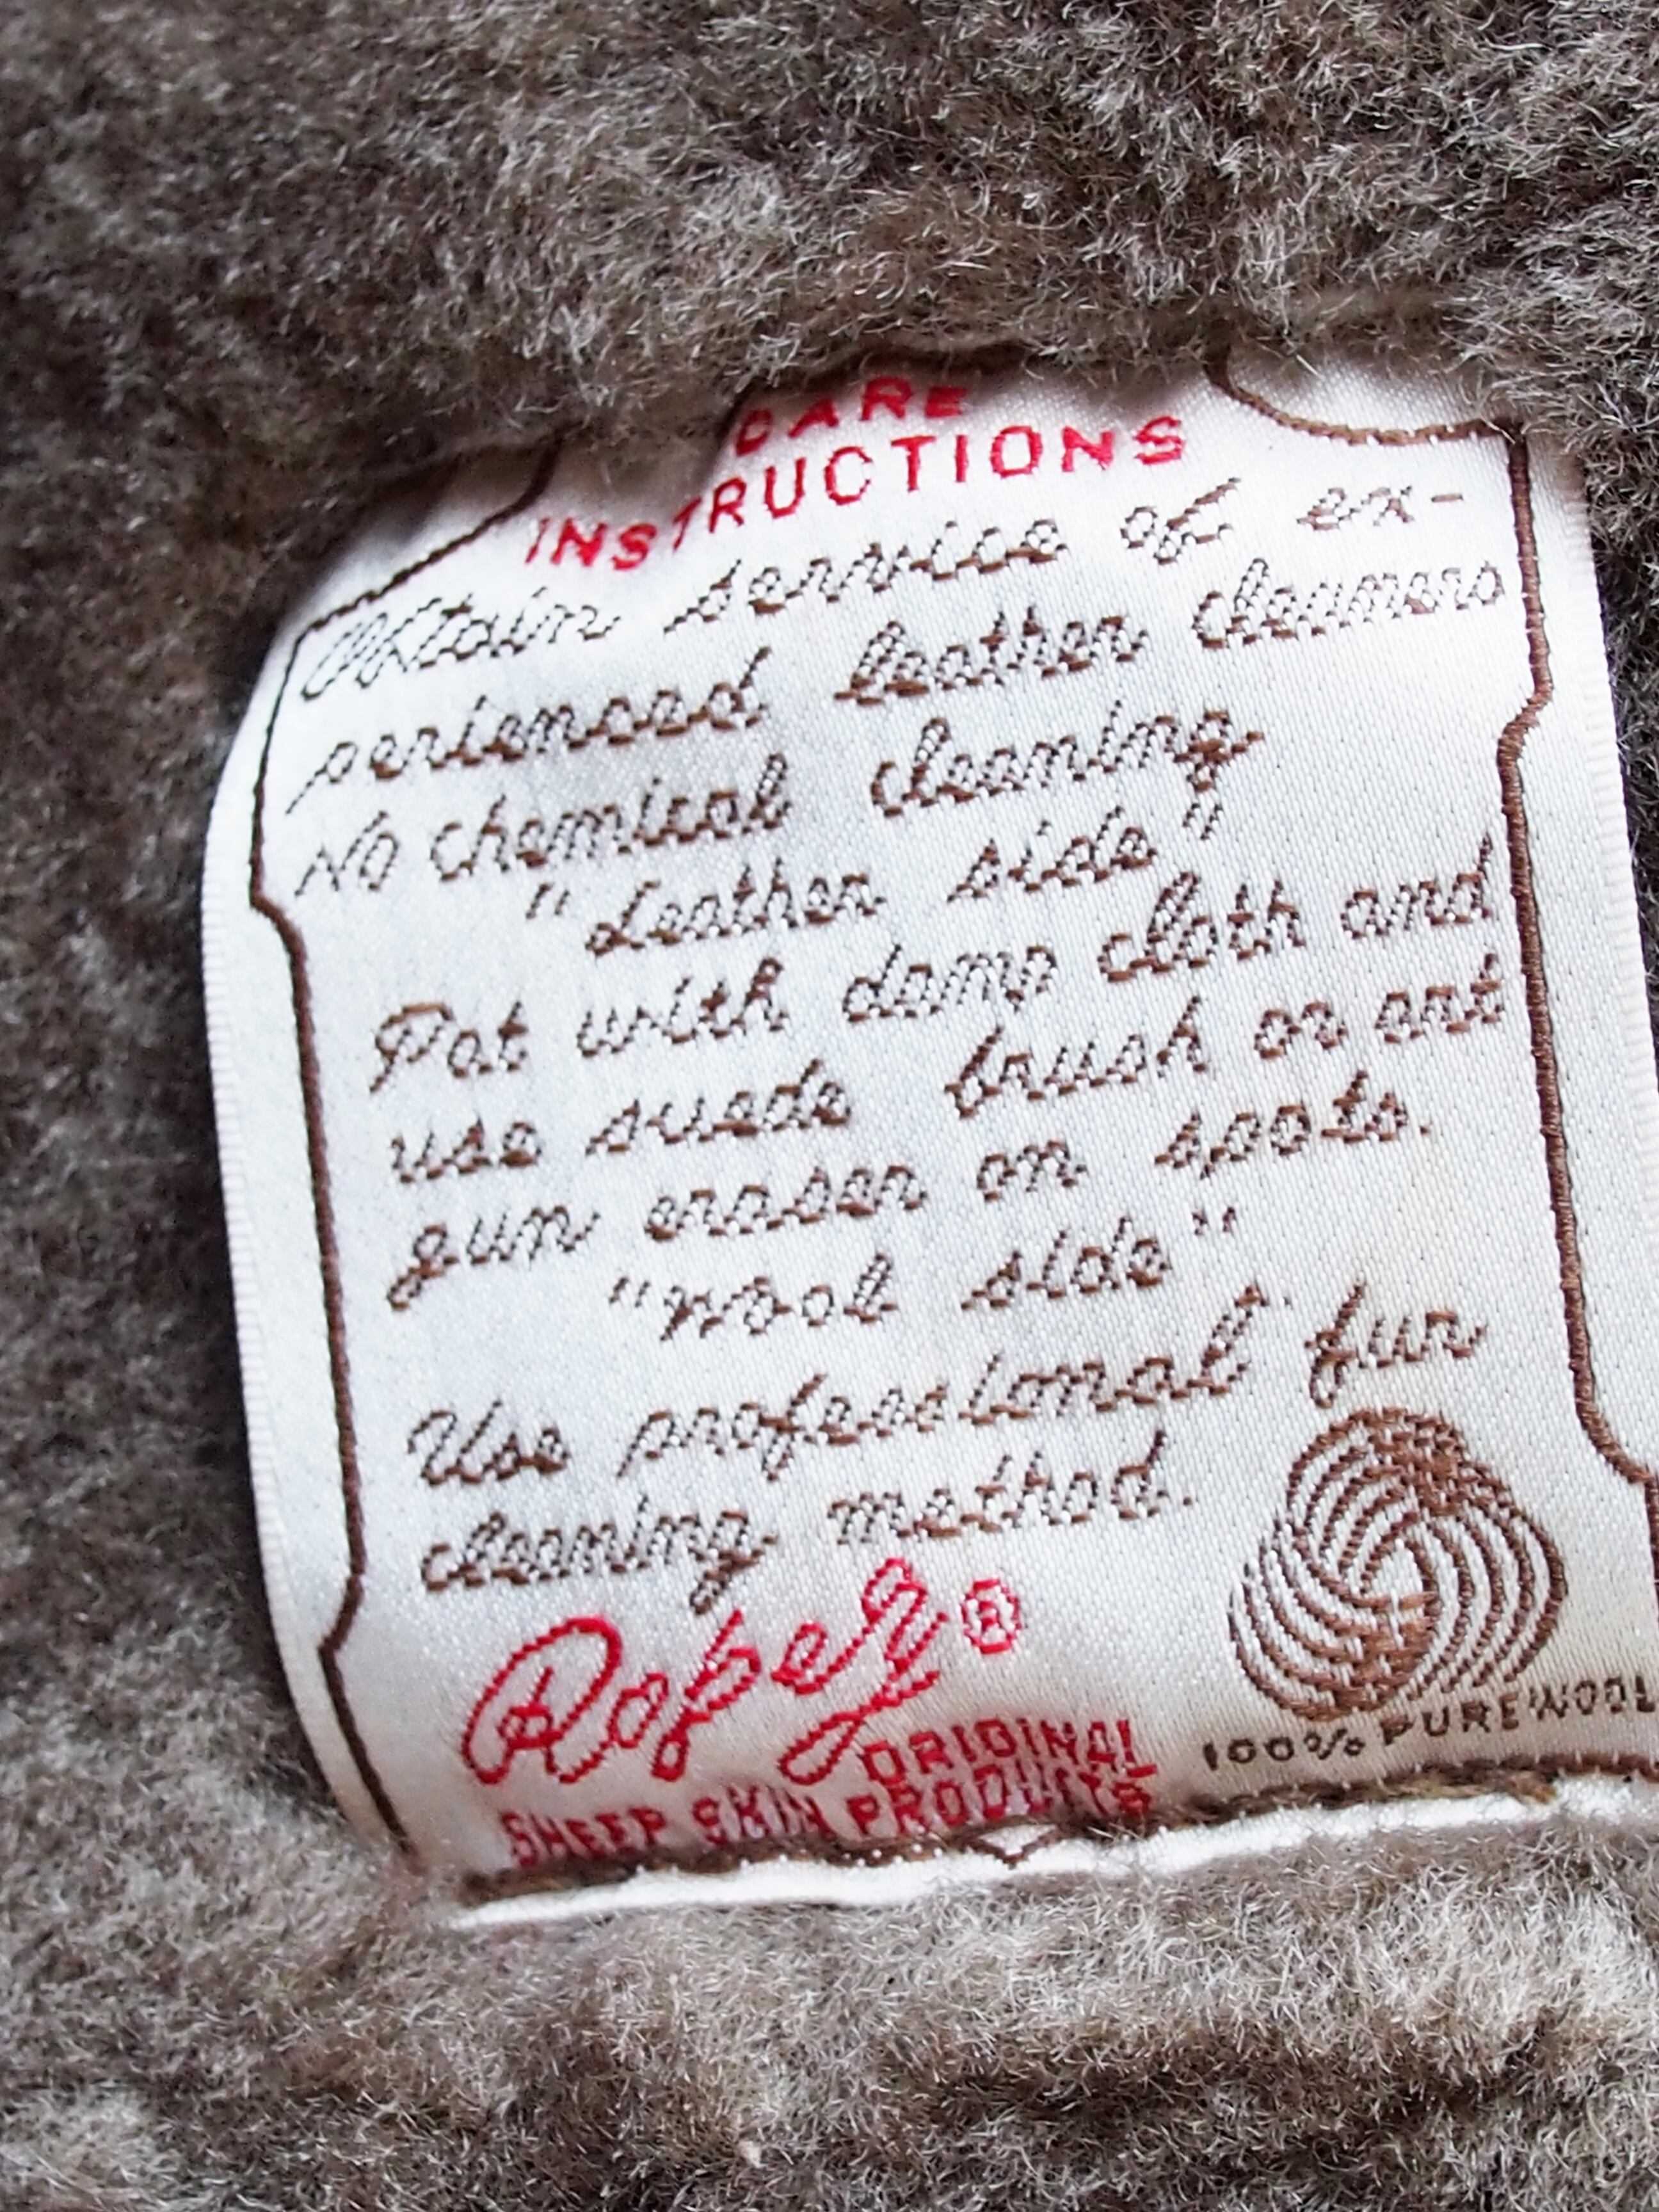 CARE
INSTRUCTIONS
Obtain service of ex-
perienced leather cleaners
No chemical cleaning
"Leather side"
Pat with damp cloth and
use suede brush or art
gun eraser on spots.
"Wool side"
Use professional fur
cleaning method.
Ropey®
ORIGINAL
SHEEP SKIN PRODUCTS
100% PURE WOOL